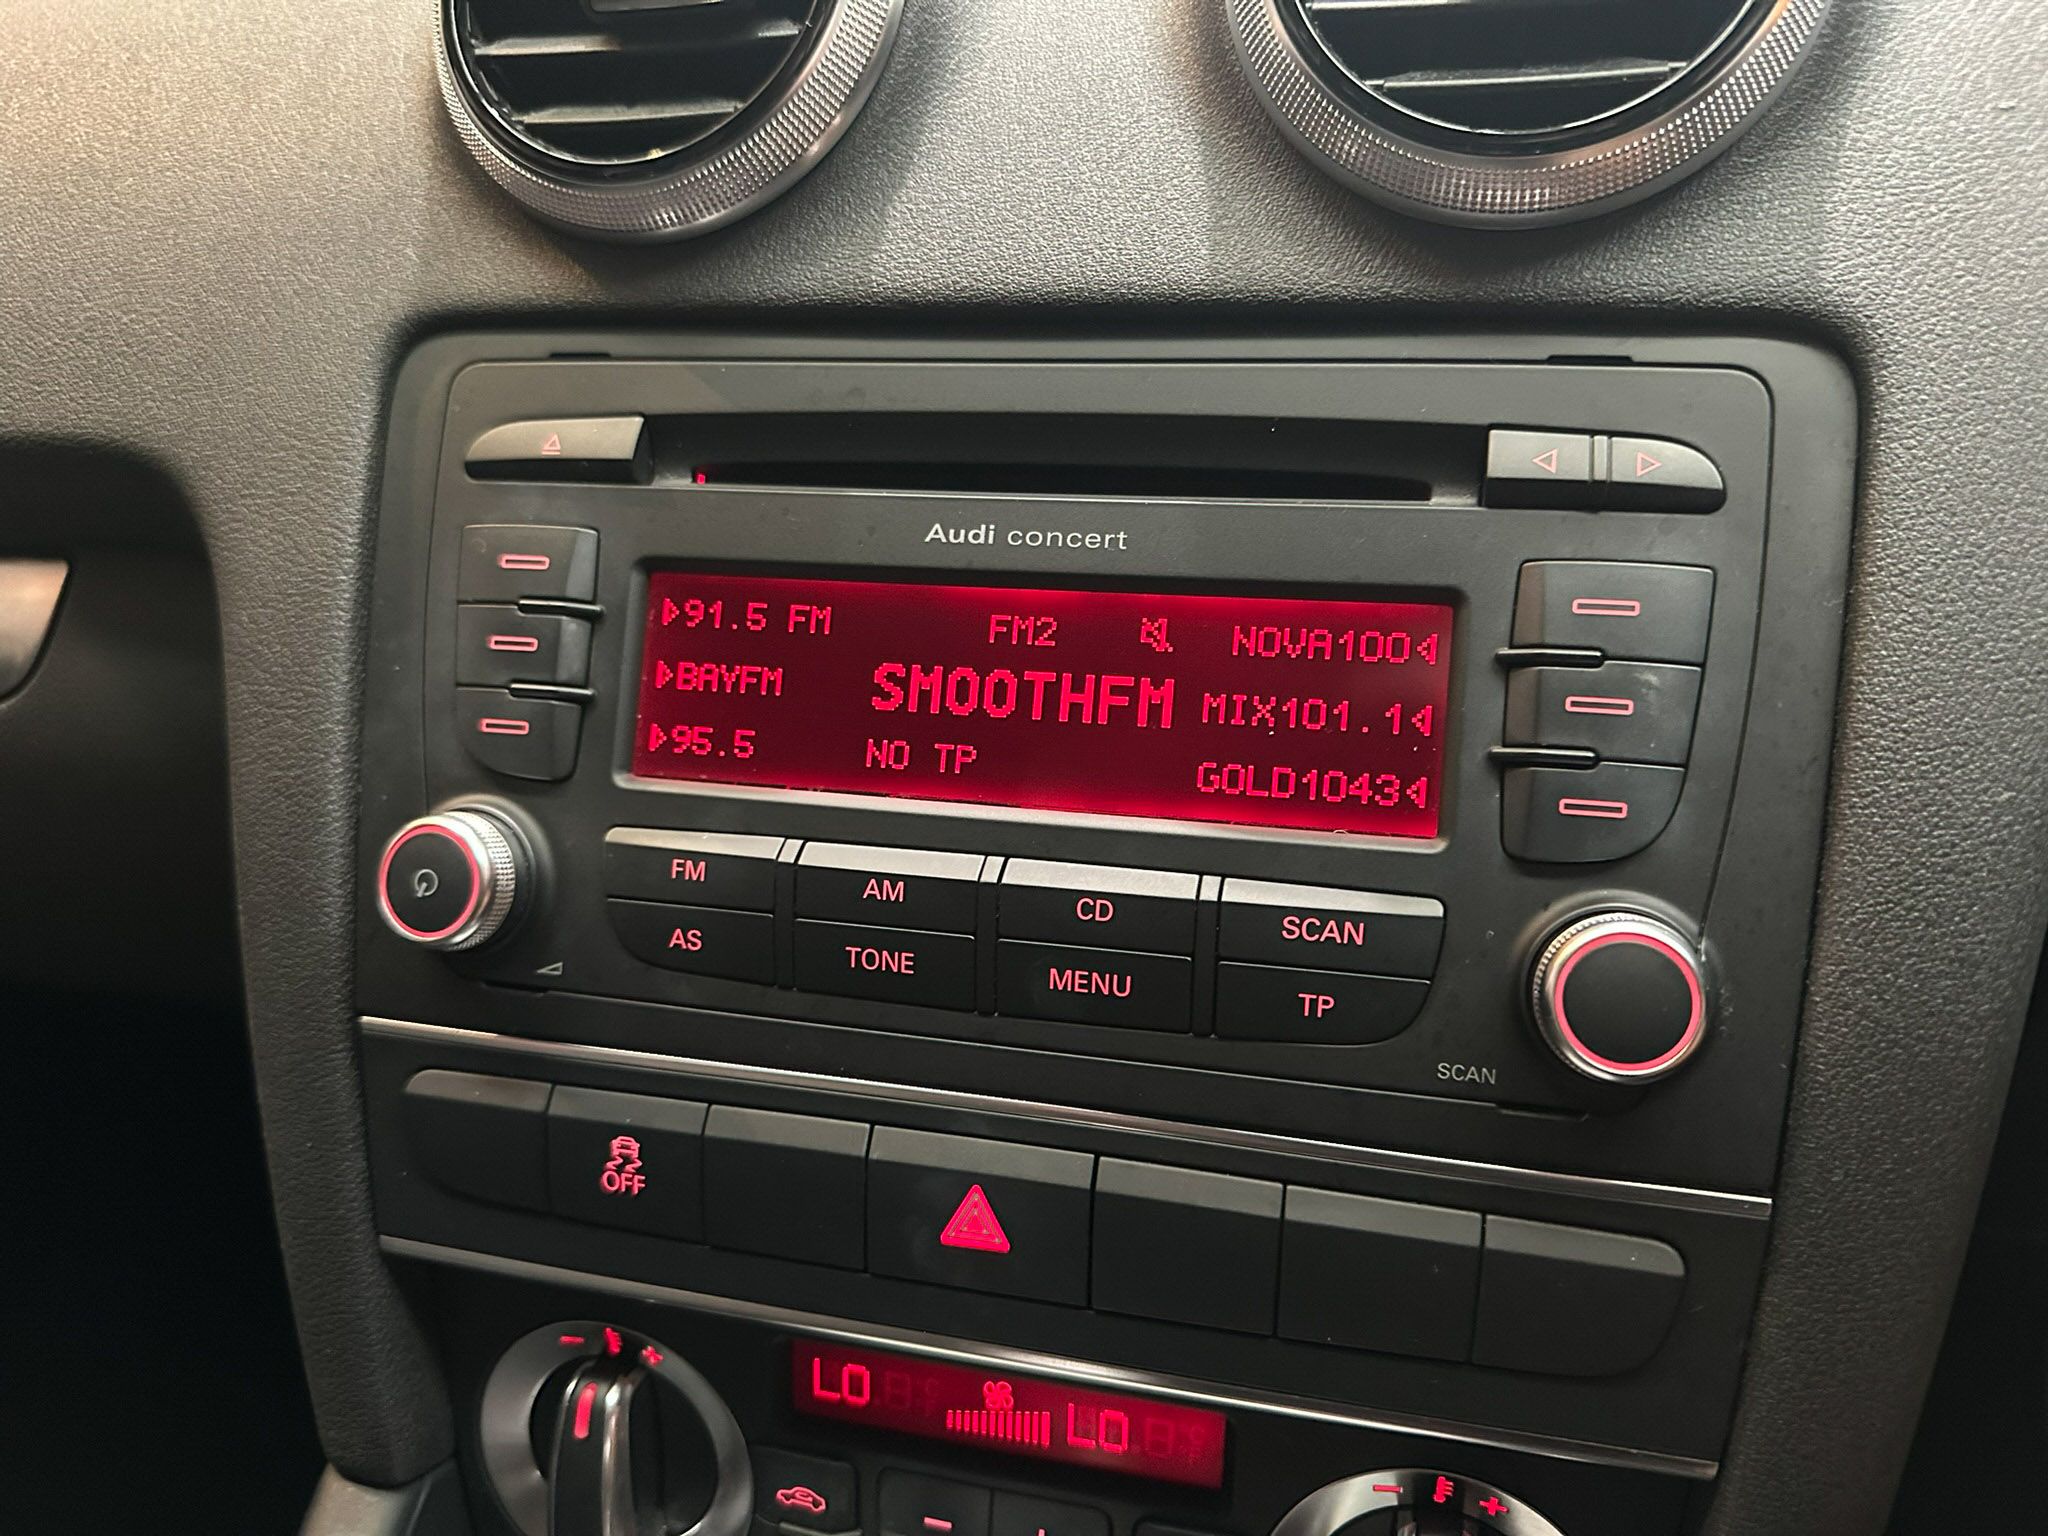 Audi concert
91.5 FM FM2 NOVA100
BAYFM SMOOTHFM MIX101.1
95.5 NO TP GOLD1043
FM AM CD SCAN
AS TONE MENU TP
SCAN
OFF
LO LO